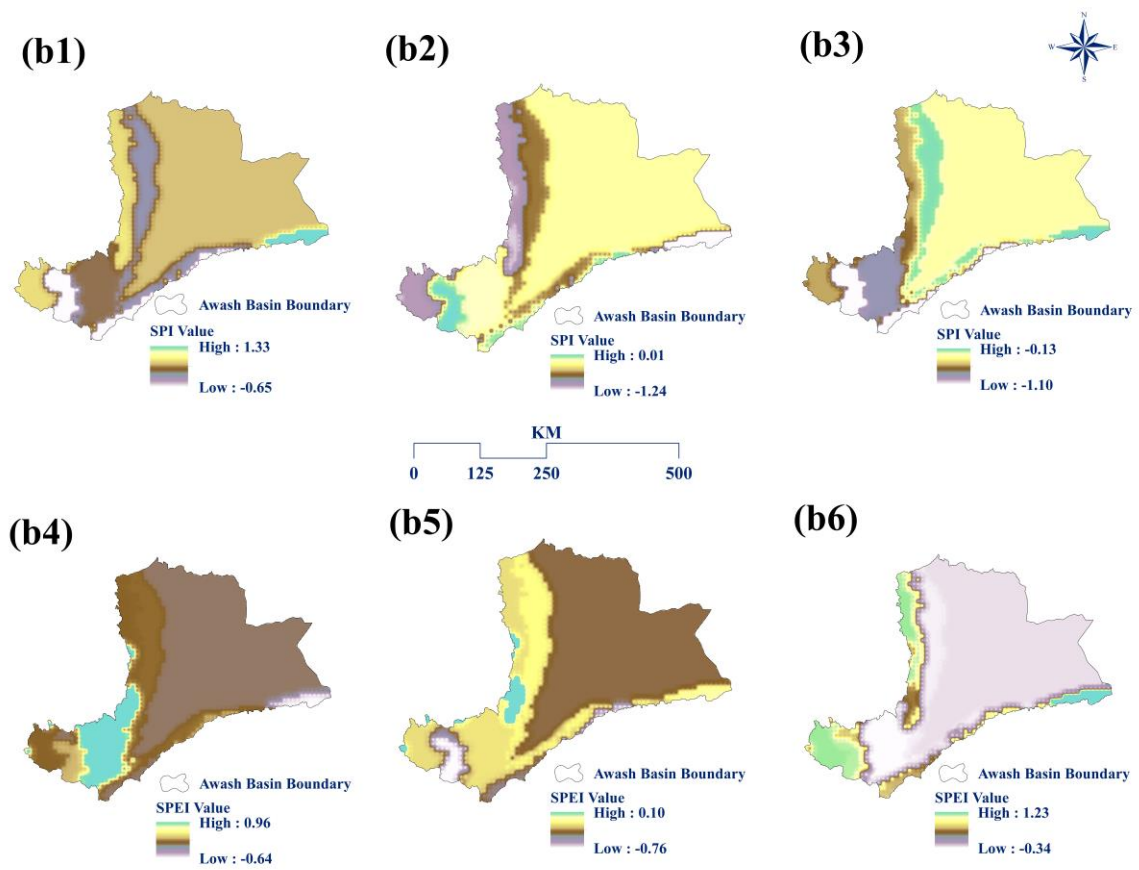 (b1)
(b2)
(b3)
N
W
E
S
Awash Basin Boundary
SPI Value
High : 1.33
Low : -0.65
Awash Basin Boundary
SPI Value
High : 0.01
Low : -1.24
Awash Basin Boundary
SPI Value
High : -0.13
Low : -1.10
KM
0 125 250 500
(b4)
(b5)
(b6)
Awash Basin Boundary
SPEI Value
High : 0.96
Low : -0.64
Awash Basin Boundary
SPEI Value
High : 0.10
Low : -0.76
Awash Basin Boundary
SPEI Value
High : 1.23
Low : -0.34